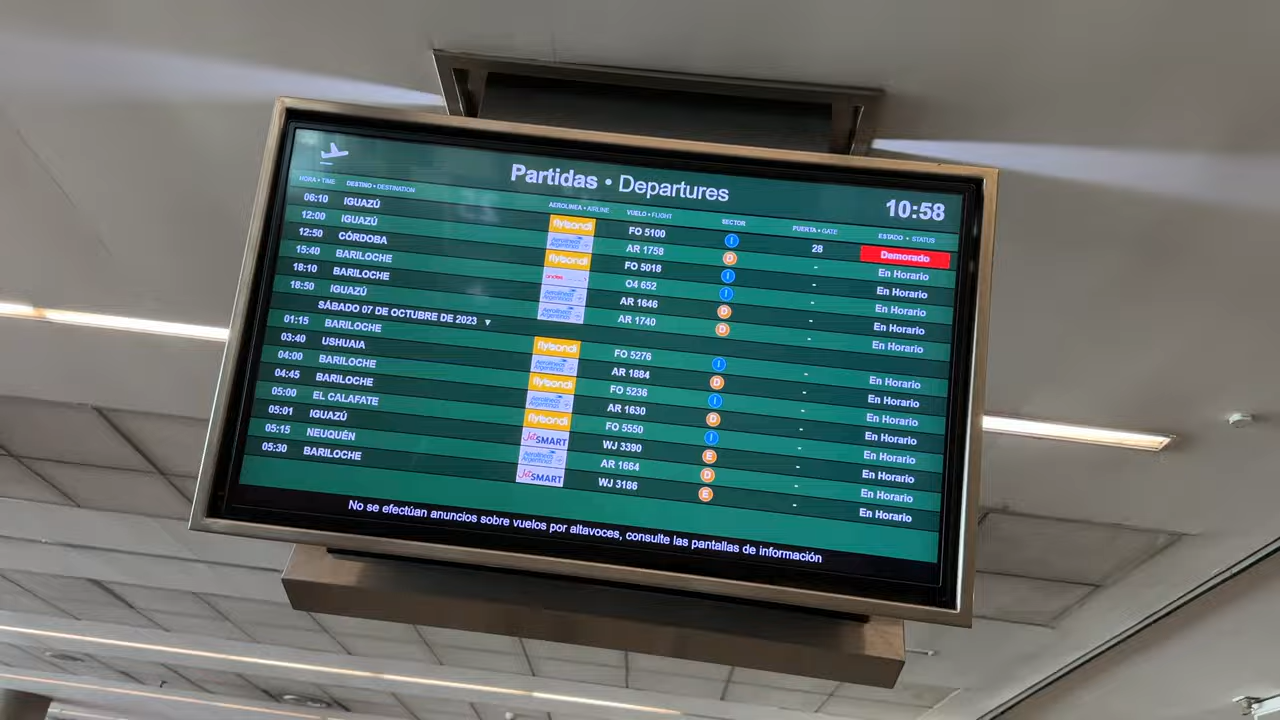 Partidas • Departures 10:58
HORA • TIME DESTINO • DESTINATION AEROLINEA • AIRLINE VUELO • FLIGHT SECTOR PUERTA • GATE ESTADO • STATUS
06:10 IGUAZÚ flybondi FO 5100 I 28 Demorado
12:00 IGUAZÚ Aerolíneas Argentinas AR 1758 D - En Horario
12:50 CÓRDOBA flybondi FO 5018 I - En Horario
15:40 BARILOCHE andes O4 652 I - En Horario
18:10 BARILOCHE Aerolíneas Argentinas AR 1646 D - En Horario
18:50 IGUAZÚ Aerolíneas Argentinas AR 1740 D - En Horario
SÁBADO 07 DE OCTUBRE DE 2023 ▼
01:15 BARILOCHE flybondi FO 5276 I - En Horario
03:40 USHUAIA Aerolíneas Argentinas AR 1884 D - En Horario
04:00 BARILOCHE flybondi FO 5236 I - En Horario
04:45 BARILOCHE Aerolíneas Argentinas AR 1630 D - En Horario
05:00 EL CALAFATE flybondi FO 5550 I - En Horario
05:01 IGUAZÚ JetSMART WJ 3390 E - En Horario
05:15 NEUQUÉN Aerolíneas Argentinas AR 1664 D - En Horario
05:30 BARILOCHE JetSMART WJ 3186 E - En Horario
No se efectúan anuncios sobre vuelos por altavoces, consulte las pantallas de información